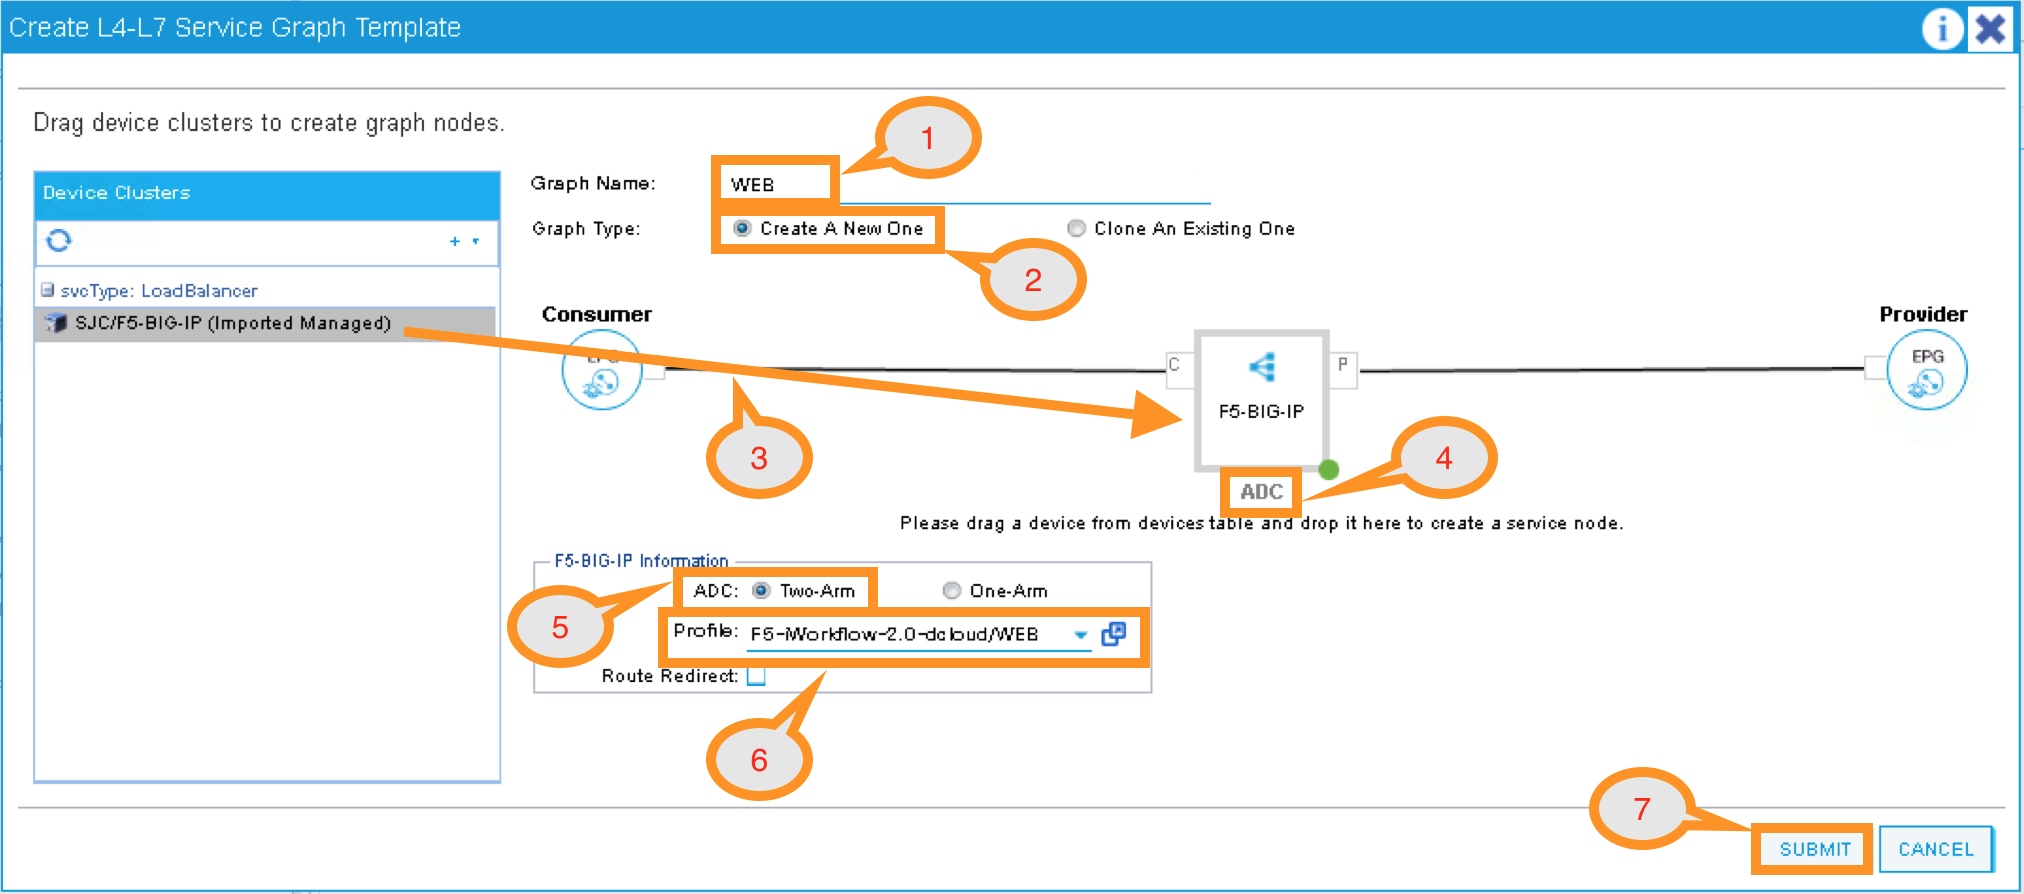 Create L4-L7 Service Graph Template
i
Drag device clusters to create graph nodes.
Device Clusters
svcType: LoadBalancer
SJC/F5-BIG-IP (Imported Managed)
Graph Name: WEB
1
Graph Type: Create A New One Clone An Existing One
2
Consumer
Provider
EPG
C
F5-BIG-IP
P
EPG
3
4
ADC
Please drag a device from devices table and drop it here to create a service node.
F5-BIG-IP Information
ADC: Two-Arm One-Arm
5
Profile: F5-iWorkflow-2.0-dcloud/WEB
Route Redirect:
6
7
SUBMIT CANCEL